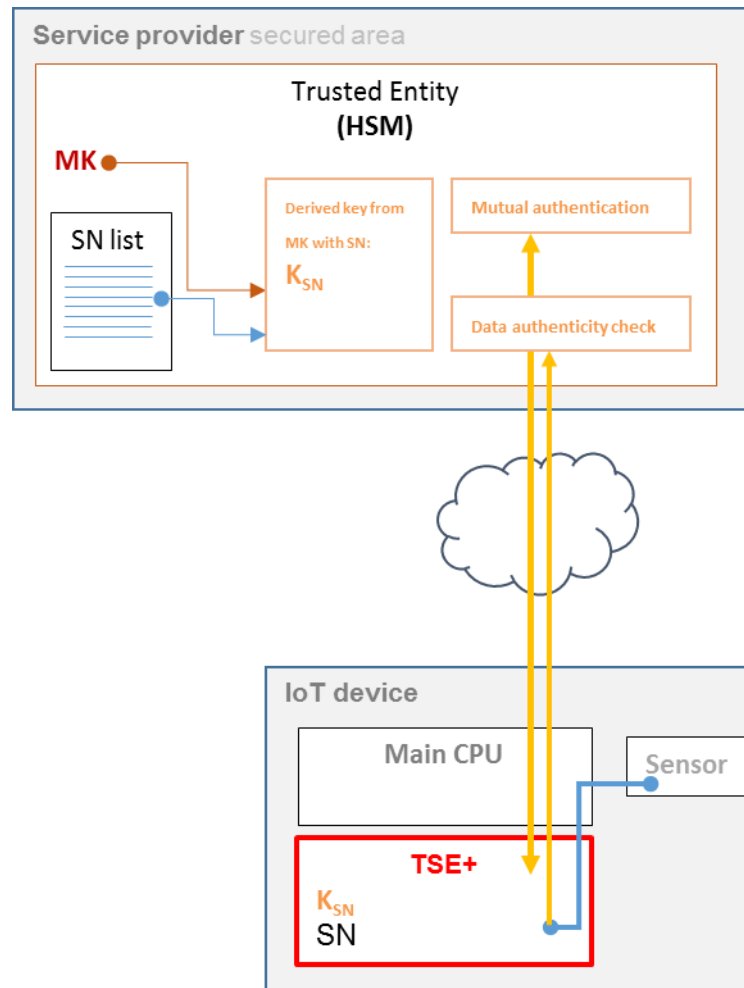 Service provider secured area
Trusted Entity
(HSM)
MK
SN list
Derived key from
MK with SN:
KSN
Mutual authentication
Data authenticity check
IoT device
Main CPU
Sensor
TSE+
KSN
SN